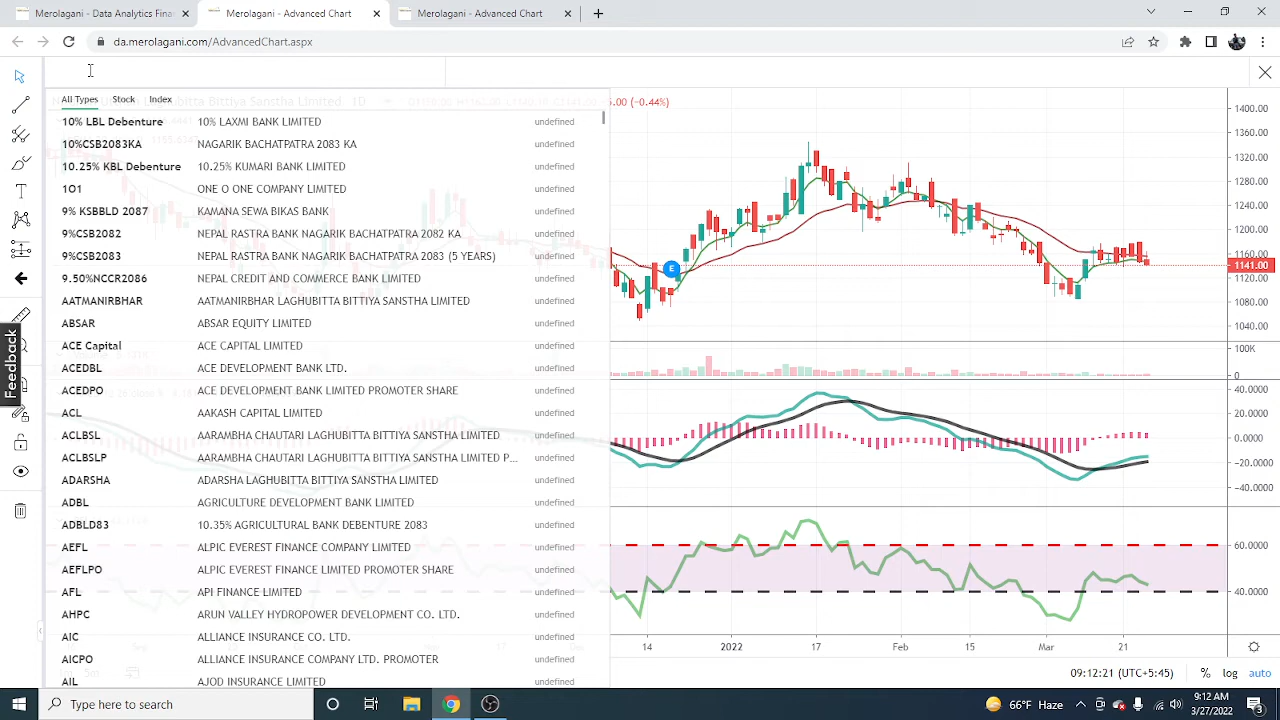 Merolagani - Data Analytics Finan
Merolagani - Advanced Chart
Merolagani - Advanced Chart
da.merolagani.com/AdvancedChart.aspx
Bittiya Sanstha Limited, 1D
(−0.44%)
All Types Stock Index
10% LBL Debenture 10% LAXMI BANK LIMITED undefined
10%CSB2083KA NAGARIK BACHATPATRA 2083 KA undefined
10.25% KBL Debenture 10.25% KUMARI BANK LIMITED undefined
1O1 ONE O ONE COMPANY LIMITED undefined
9% KSBBLD 2087 KAMANA SEWA BIKAS BANK undefined
9%CSB2082 NEPAL RASTRA BANK NAGARIK BACHATPATRA 2082 KA undefined
9%CSB2083 NEPAL RASTRA BANK NAGARIK BACHATPATRA 2083 (5 YEARS) undefined
9.50%NCCR2086 NEPAL CREDIT AND COMMERCE BANK LIMITED undefined
AATMANIRBHAR AATMANIRBHAR LAGHUBITTA BITTIYA SANSTHA LIMITED undefined
ABSAR ABSAR EQUITY LIMITED undefined
ACE Capital ACE CAPITAL LIMITED undefined
ACEDBL ACE DEVELOPMENT BANK LTD. undefined
ACEDPO ACE DEVELOPMENT BANK LIMITED PROMOTER SHARE undefined
ACL AAKASH CAPITAL LIMITED undefined
ACLBSL AARAMBHA CHAUTARI LAGHUBITTA BITTIYA SANSTHA LIMITED undefined
ACLBSLP AARAMBHA CHAUTARI LAGHUBITTA BITTIYA SANSTHA LIMITED P... undefined
ADARSHA ADARSHA LAGHUBITTA BITTIYA SANSTHA LIMITED undefined
ADBL AGRICULTURE DEVELOPMENT BANK LIMITED undefined
ADBLD83 10.35% AGRICULTURAL BANK DEBENTURE 2083 undefined
AEFL ALPIC EVEREST FINANCE COMPANY LIMITED undefined
AEFLPO ALPIC EVEREST FINANCE LIMITED PROMOTER SHARE undefined
AFL API FINANCE LIMITED undefined
AHPC ARUN VALLEY HYDROPOWER DEVELOPMENT CO. LTD. undefined
AIC ALLIANCE INSURANCE CO. LTD. undefined
AICPO ALLIANCE INSURANCE COMPANY LTD. PROMOTER undefined
AIL AJOD INSURANCE LIMITED undefined
Feedback
E
1400.00
1360.00
1320.00
1280.00
1240.00
1200.00
1160.00
1141.00
1120.00
1080.00
1040.00
100K
0
40.0000
20.0000
0.0000
−20.0000
−40.0000
60.0000
40.0000
14 2022 17 Feb 15 Mar 21
09:12:21 (UTC+5:45) % log auto
Type here to search
66°F Haze
9:12 AM
3/27/2022